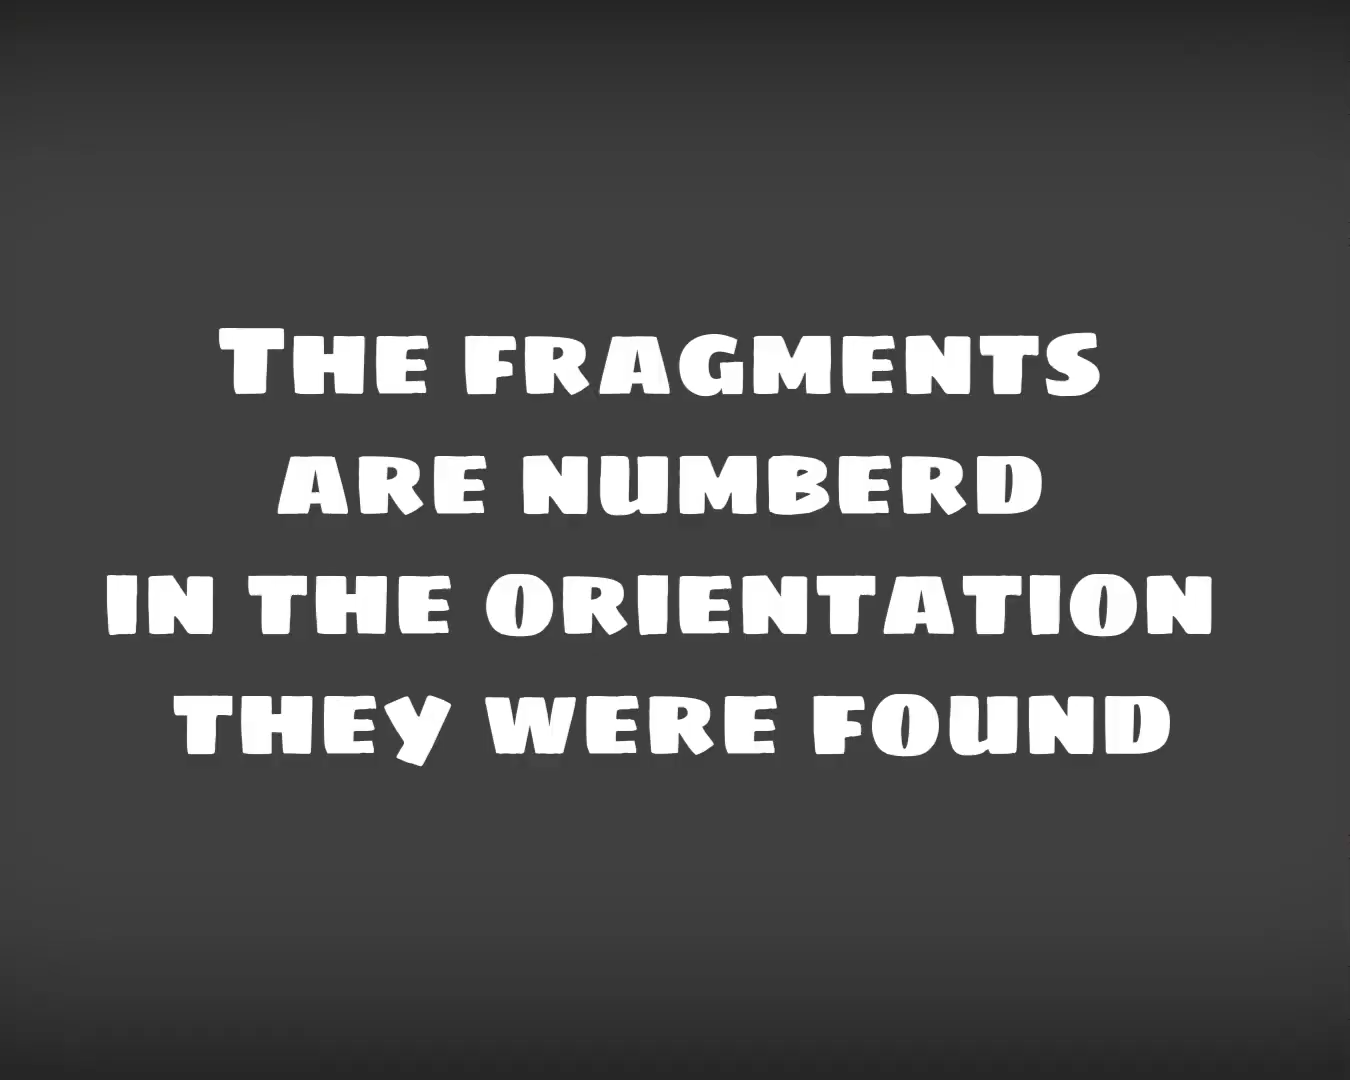 The fragments
are numberd
in the orientation
they were found